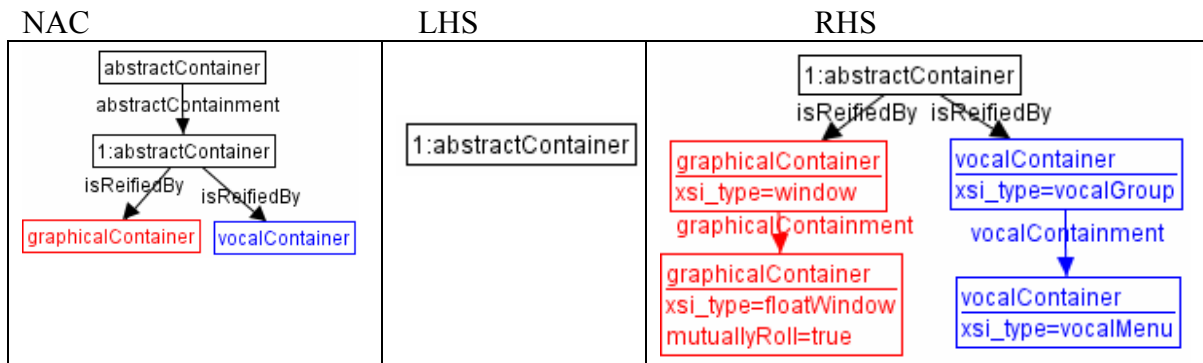 NAC LHS RHS
abstractContainer
abstractContainment
1:abstractContainer
isReifiedBy
isReifiedBy
graphicalContainer
vocalContainer
1:abstractContainer
1:abstractContainer
isReifiedBy isReifiedBy
graphicalContainer
xsi_type=window
graphicalContainment
graphicalContainer
xsi_type=floatWindow
mutuallyRoll=true
vocalContainer
xsi_type=vocalGroup
vocalContainment
vocalContainer
xsi_type=vocalMenu